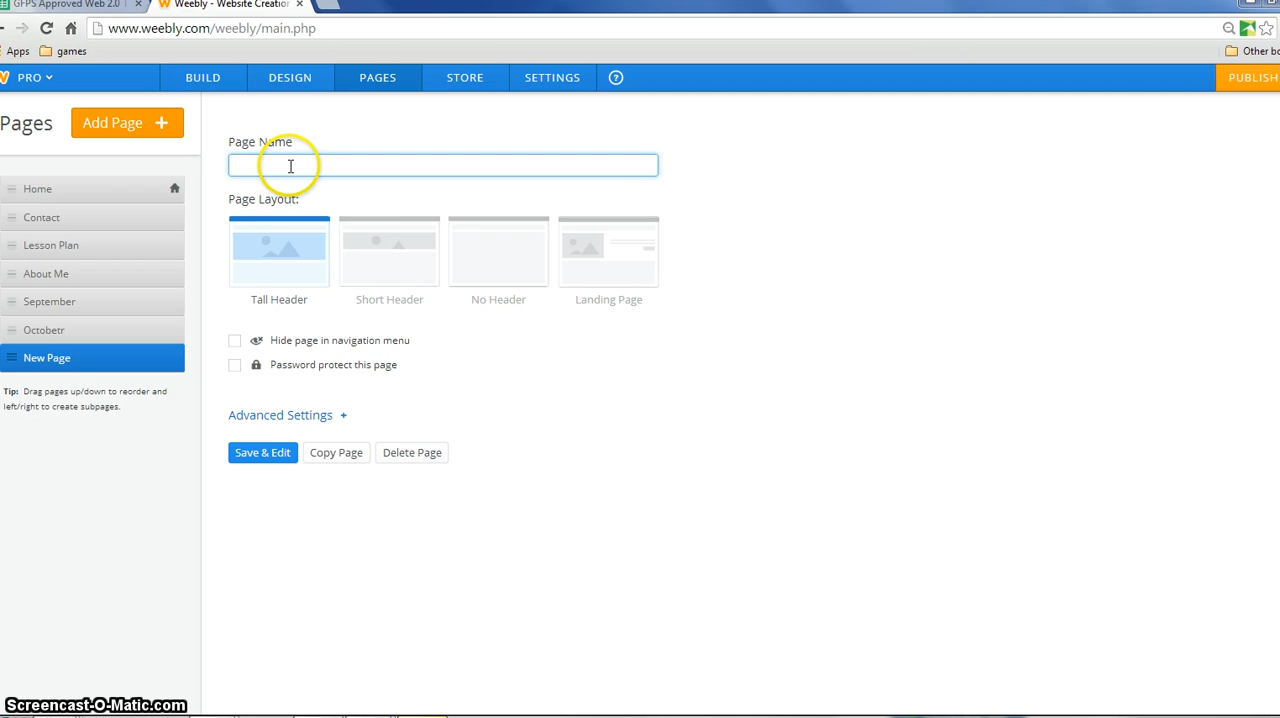 GFPS Approved Web 2.0
Weebly - Website Creation
www.weebly.com/weebly/main.php
Apps games Other bo
PRO BUILD DESIGN PAGES STORE SETTINGS ? PUBLISH
Pages Add Page +
Home
Contact
Lesson Plan
About Me
September
Octobetr
New Page
Tip: Drag pages up/down to reorder and
left/right to create subpages.
Page Name
Page Layout:
Tall Header Short Header No Header Landing Page
Hide page in navigation menu
Password protect this page
Advanced Settings +
Save & Edit Copy Page Delete Page
Screencast-O-Matic.com